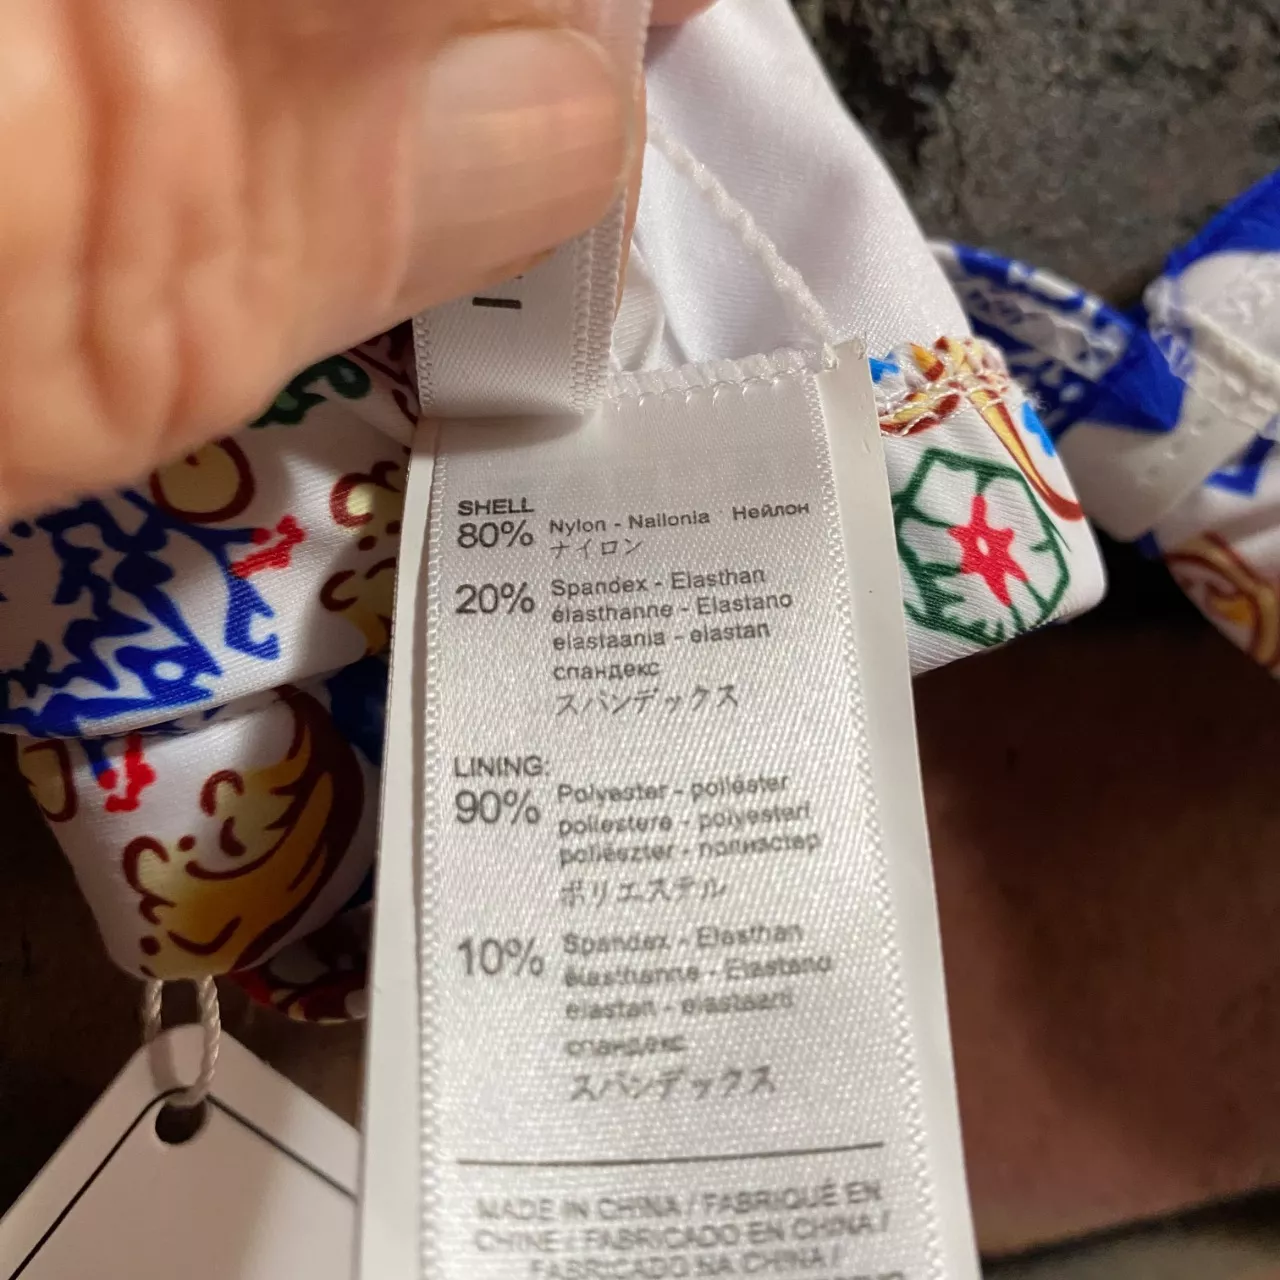 SHELL
80% Nylon - Nailonia Нейлон
ナイロン
20% Spandex - Elasthan
élasthanne - Elastano
elastaania - elastan
спандекс
スパンデックス
LINING:
90% Polyester - poliéster
poliestere - polyesteri
poliészter - полиэстер
ポリエステル
10% Spandex - Elasthan
élasthanne - Elastano
elastan - elastaani
спандекс
スパンデックス
MADE IN CHINA / FABRIQUÉ EN
CHINE / FABRICADO EN CHINA /
FABRICADO NA CHINA /